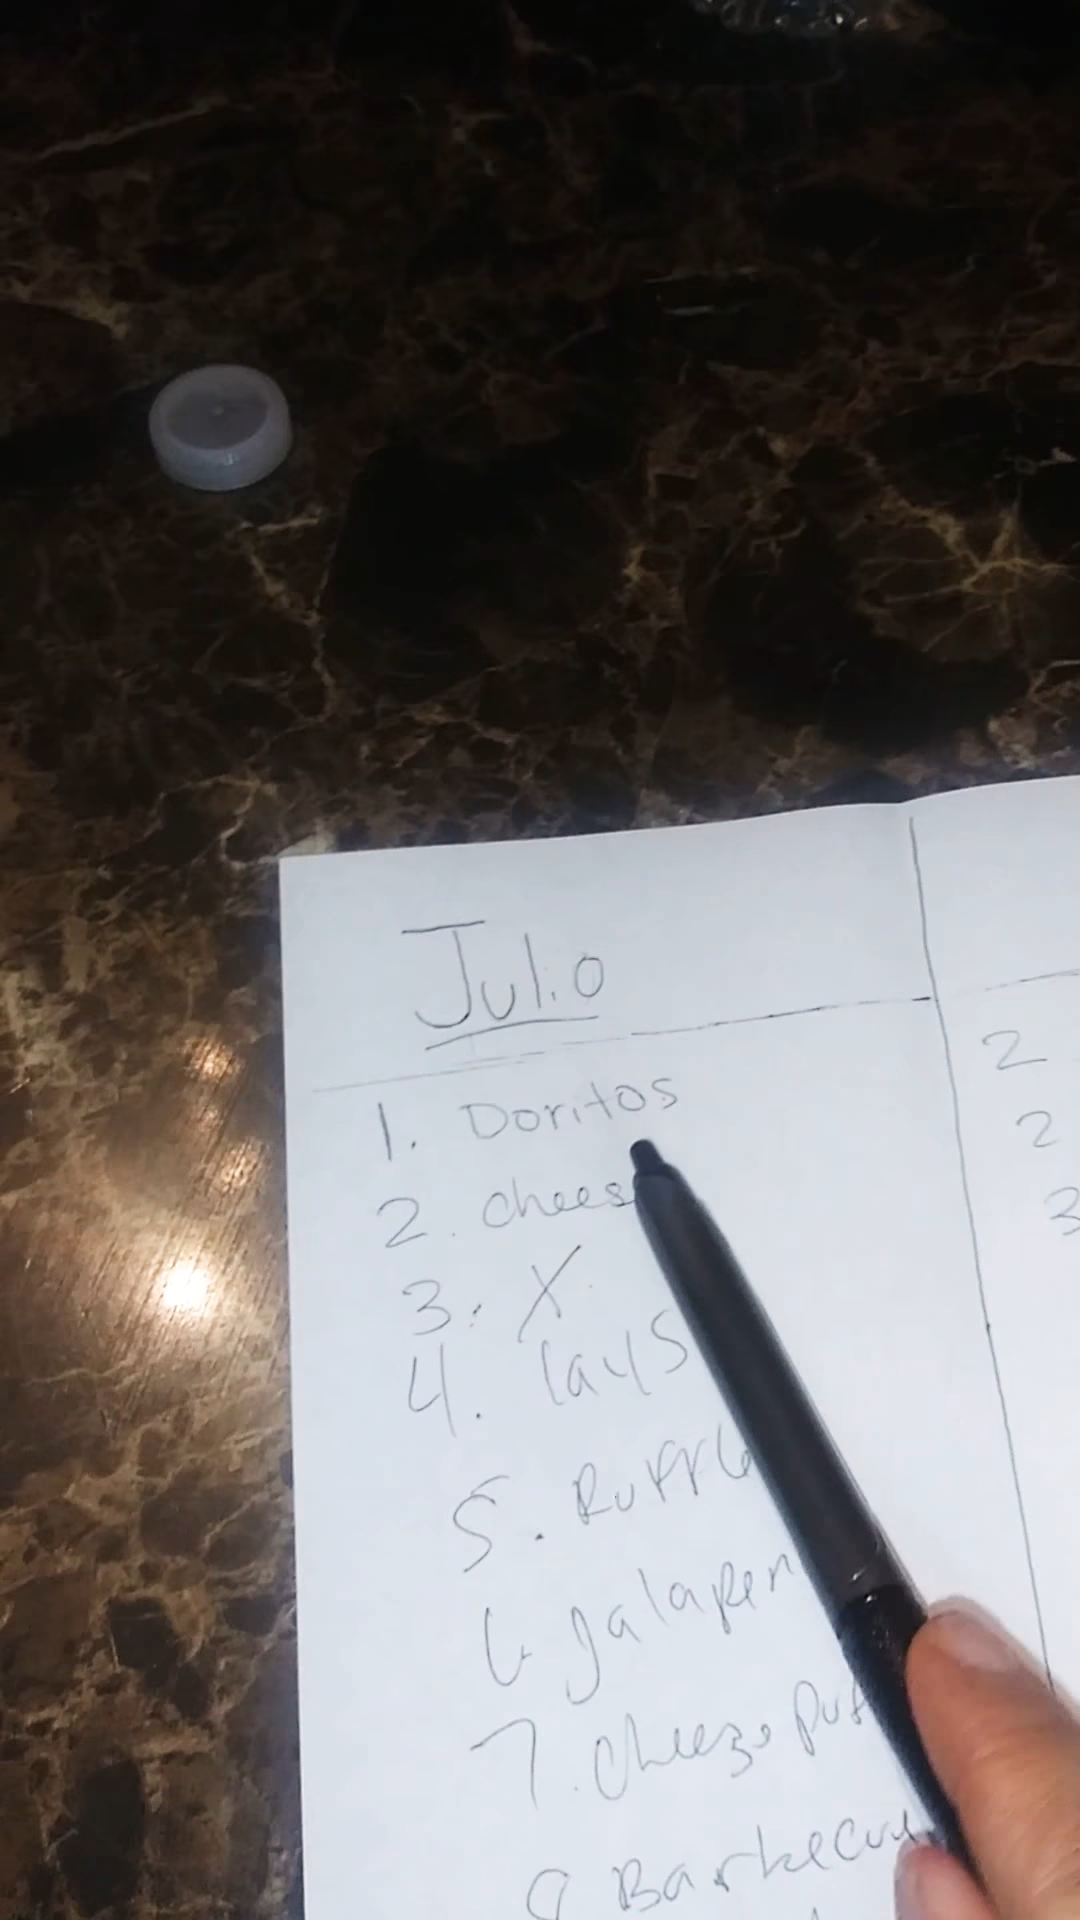 Julio
1. Doritos
2. chees
3. X
4. lays
5. Ruffl
6. Jalapen
7. cheeze puf
8 Barbecue
2
2
3